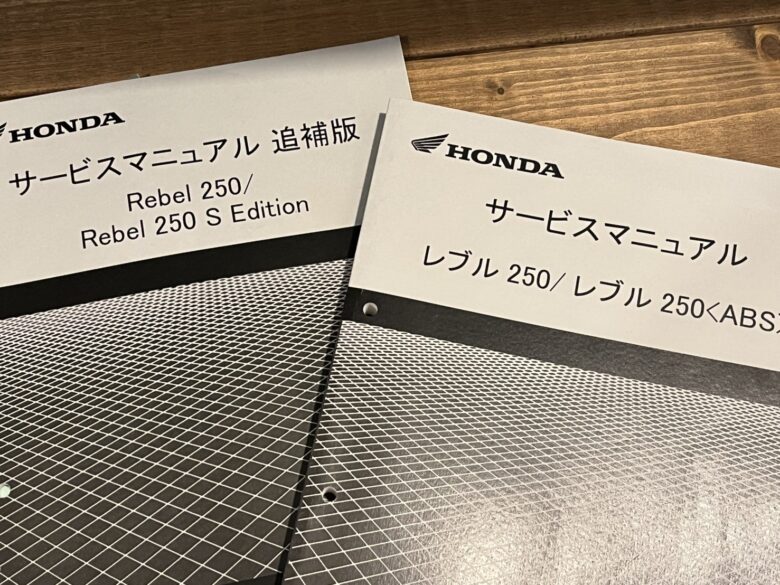 HONDA
サービスマニュアル 追補版
Rebel 250/
Rebel 250 S Edition
HONDA
サービスマニュアル
レブル 250/ レブル 250<ABS>